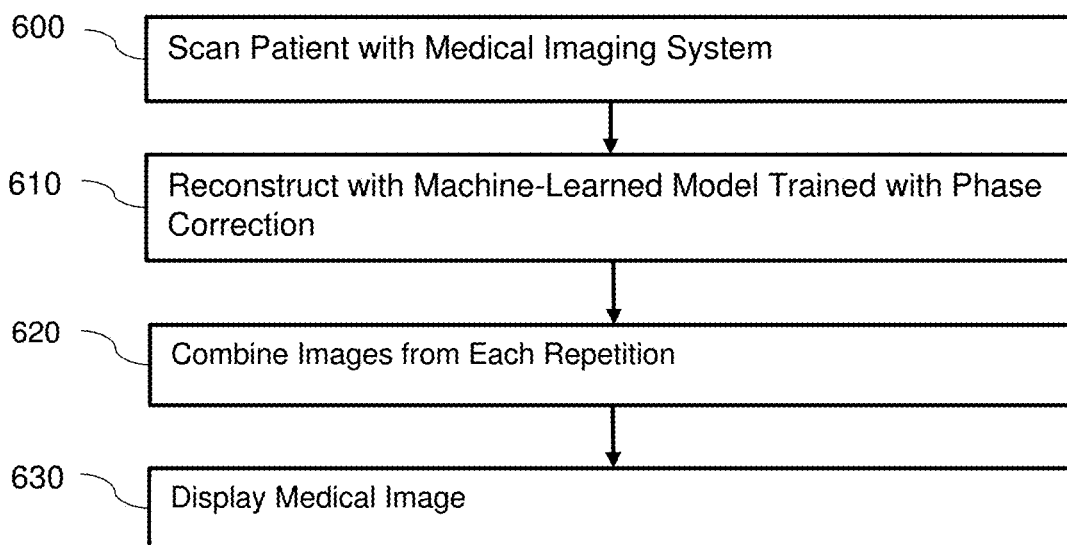 600
Scan Patient with Medical Imaging System
610
Reconstruct with Machine-Learned Model Trained with Phase
Correction
620
Combine Images from Each Repetition
630
Display Medical Image